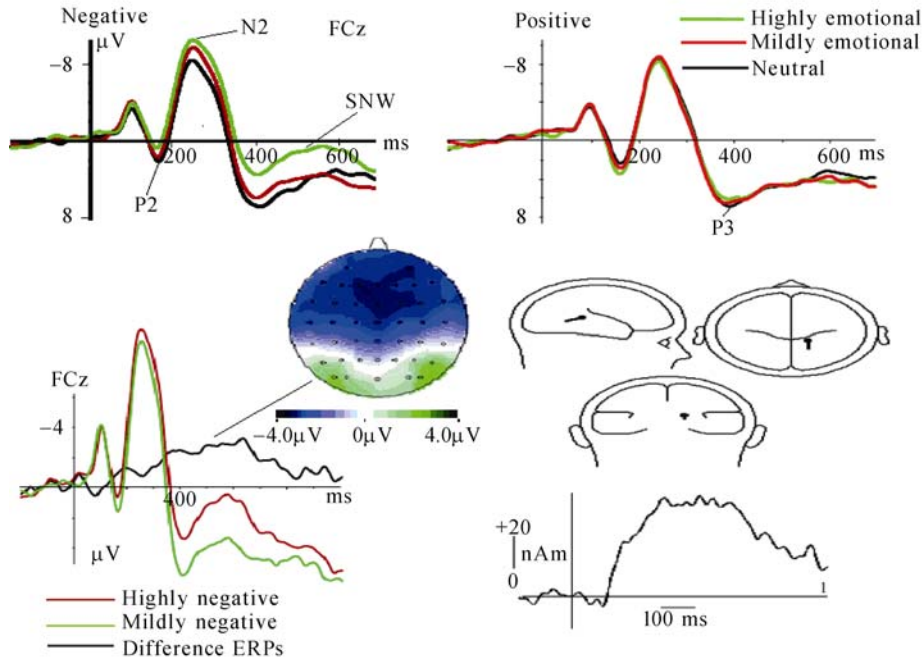 Negative
μV
N2
FCz
−8
SNW
ms
200
400
600
P2
8
Positive
Highly emotional
Mildly emotional
Neutral
−8
ms
200
400
600
8
P3
FCz
−4
−4.0μV
0μV
4.0μV
ms
400
μV
Highly negative
Mildly negative
Difference ERPs
+20
nAm
0
1
100 ms